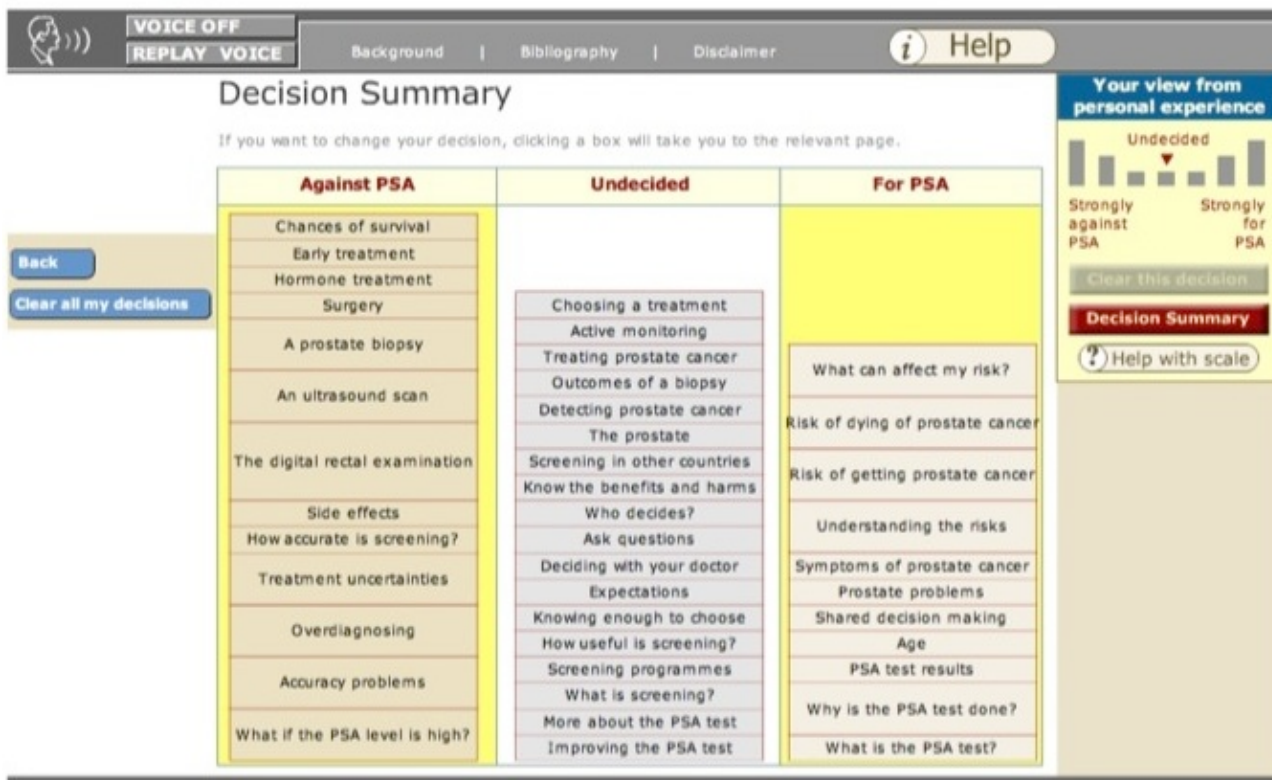 VOICE OFF
REPLAY VOICE
Background | Bibliography | Disclaimer
i Help
Decision Summary
If you want to change your decision, clicking a box will take you to the relevant page.
Back
Clear all my decisions
Against PSA
Chances of survival
Early treatment
Hormone treatment
Surgery
A prostate biopsy
An ultrasound scan
The digital rectal examination
Side effects
How accurate is screening?
Treatment uncertainties
Overdiagnosing
Accuracy problems
What if the PSA level is high?
Undecided
Choosing a treatment
Active monitoring
Treating prostate cancer
Outcomes of a biopsy
Detecting prostate cancer
The prostate
Screening in other countries
Know the benefits and harms
Who decides?
Ask questions
Deciding with your doctor
Expectations
Knowing enough to choose
How useful is screening?
Screening programmes
What is screening?
More about the PSA test
Improving the PSA test
For PSA
What can affect my risk?
Risk of dying of prostate cancer
Risk of getting prostate cancer
Understanding the risks
Symptoms of prostate cancer
Prostate problems
Shared decision making
Age
PSA test results
Why is the PSA test done?
What is the PSA test?
Your view from
personal experience
Undecided
Strongly
against
PSA
Strongly
for
PSA
Clear this decision
Decision Summary
? Help with scale